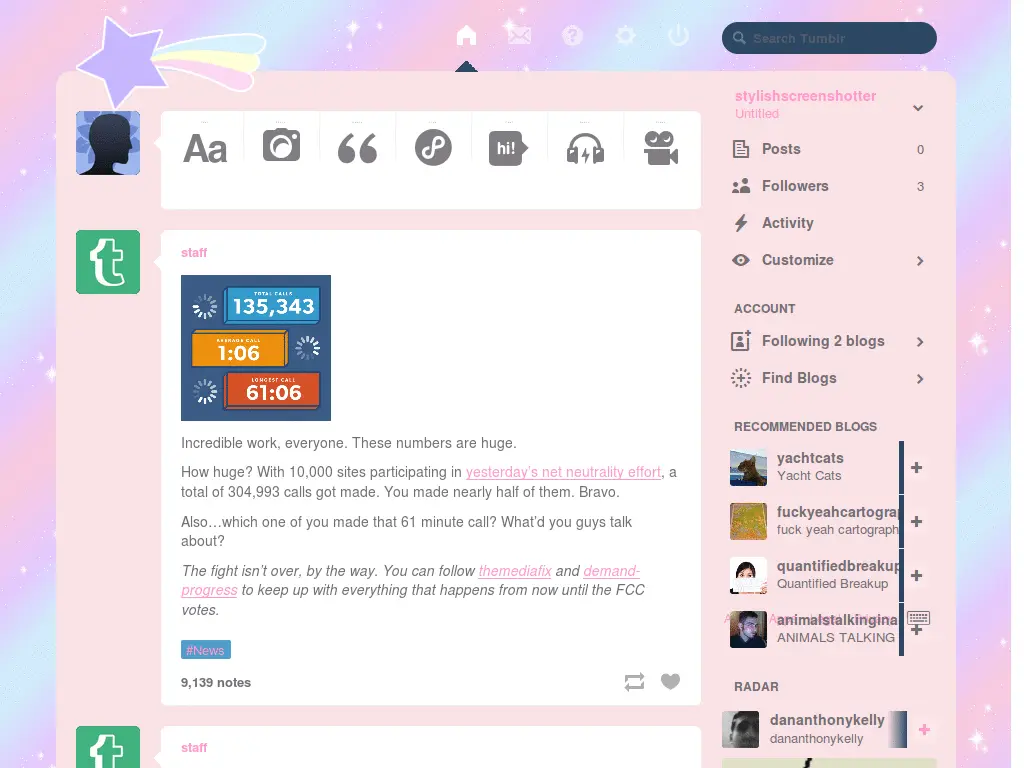 Search Tumblr
stylishscreenshotter
Untitled
Aa
hi!
Posts 0
Followers 3
Activity
Customize
staff
TOTAL CALLS
135,343
AVERAGE CALL
1:06
LONGEST CALL
61:06
Incredible work, everyone. These numbers are huge.
How huge? With 10,000 sites participating in yesterday's net neutrality effort, a
total of 304,993 calls got made. You made nearly half of them. Bravo.
Also…which one of you made that 61 minute call? What'd you guys talk
about?
The fight isn't over, by the way. You can follow themediafix and demand-
progress to keep up with everything that happens from now until the FCC
votes.
#News
9,139 notes
ACCOUNT
Following 2 blogs
Find Blogs
RECOMMENDED BLOGS
yachtcats
Yacht Cats
fuckyeahcartograp
fuck yeah cartograph
quantifiedbreakup
Quantified Breakup
animalstalkingina
ANIMALS TALKING
RADAR
dananthonykelly
dananthonykelly
staff